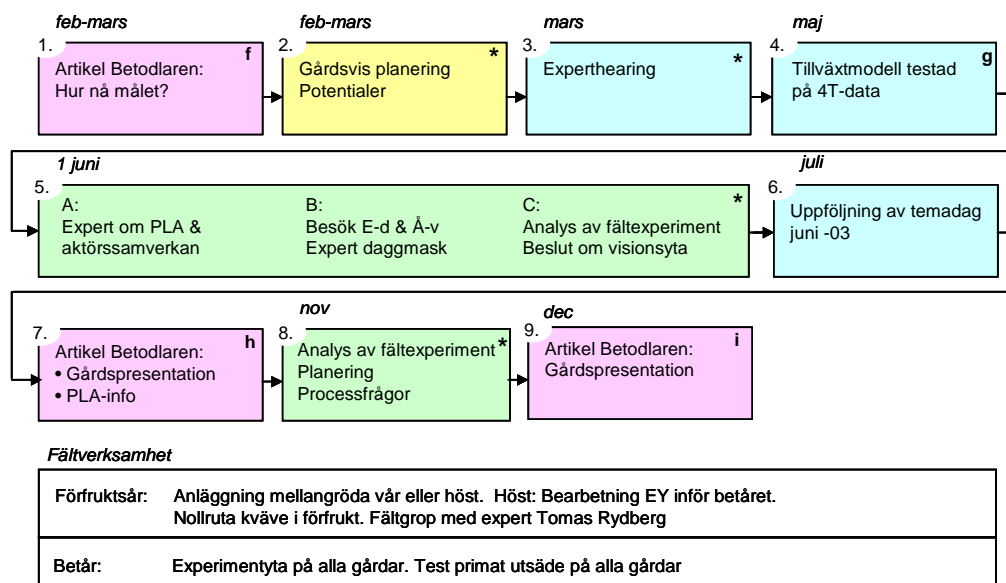 feb-mars
feb-mars
mars
maj
1.
f
Artikel Betodlaren:
Hur nå målet?
2.
*
Gårdsvis planering
Potentialer
3.
*
Experthearing
4.
g
Tillväxtmodell testad
på 4T-data
1 juni
juli
5.
*
A:
Expert om PLA &
aktörssamverkan
B:
Besök E-d & Å-v
Expert daggmask
C:
Analys av fältexperiment
Beslut om visionsyta
6.
Uppföljning av temadag
juni -03
nov
dec
7.
h
Artikel Betodlaren:
• Gårdspresentation
• PLA-info
8.
*
Analys av fältexperiment
Planering
Processfrågor
9.
i
Artikel Betodlaren:
Gårdspresentation
Fältverksamhet
Förfruktsår: Anläggning mellangröda vår eller höst. Höst: Bearbetning EY inför betåret.
Nollruta kväve i förfrukt. Fältgrop med expert Tomas Rydberg
Betår: Experimentyta på alla gårdar. Test primat utsäde på alla gårdar